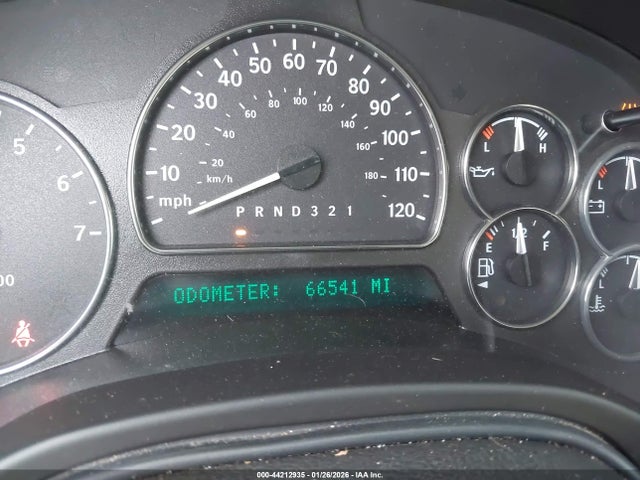 60
50 70
40 80
30 90
20 100
10 110
mph 120
80 100 120
60 140
40 160
20 180
km/h
P R N D 3 2 1
5
6
7
00
L H
E 1/2 F
L
L
ODOMETER: 66541 MI
000-44212935 | 01/26/2026 | IAA Inc.